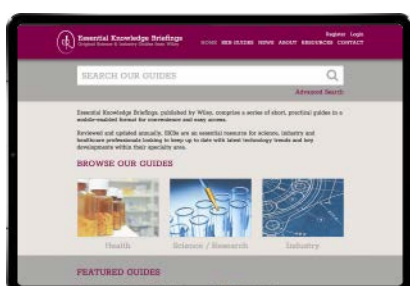 Register Login
Essential Knowledge Briefings
Original Science & Industry Guides from Wiley
HOME EKB GUIDES NEWS ABOUT RESOURCES CONTACT
SEARCH OUR GUIDES
Advanced Search
Essential Knowledge Briefings, published by Wiley, comprise a series of short, practical guides in a
mobile-enabled format for convenience and easy access.
Reviewed and updated annually, EKBs are an essential resource for science, industry and
healthcare professionals looking to keep up to date with latest technology trends and key
developments within their specialty area.
BROWSE OUR GUIDES
Health Science / Research Industry
FEATURED GUIDES